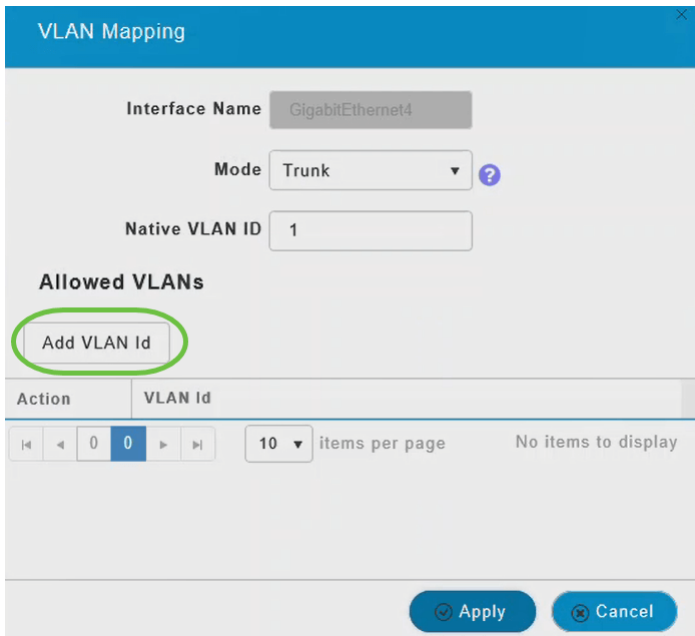 VLAN Mapping
Interface Name GigabitEthernet4
Mode Trunk ?
Native VLAN ID 1
Allowed VLANs
Add VLAN Id
Action VLAN Id
0 0 10 items per page No items to display
Apply Cancel